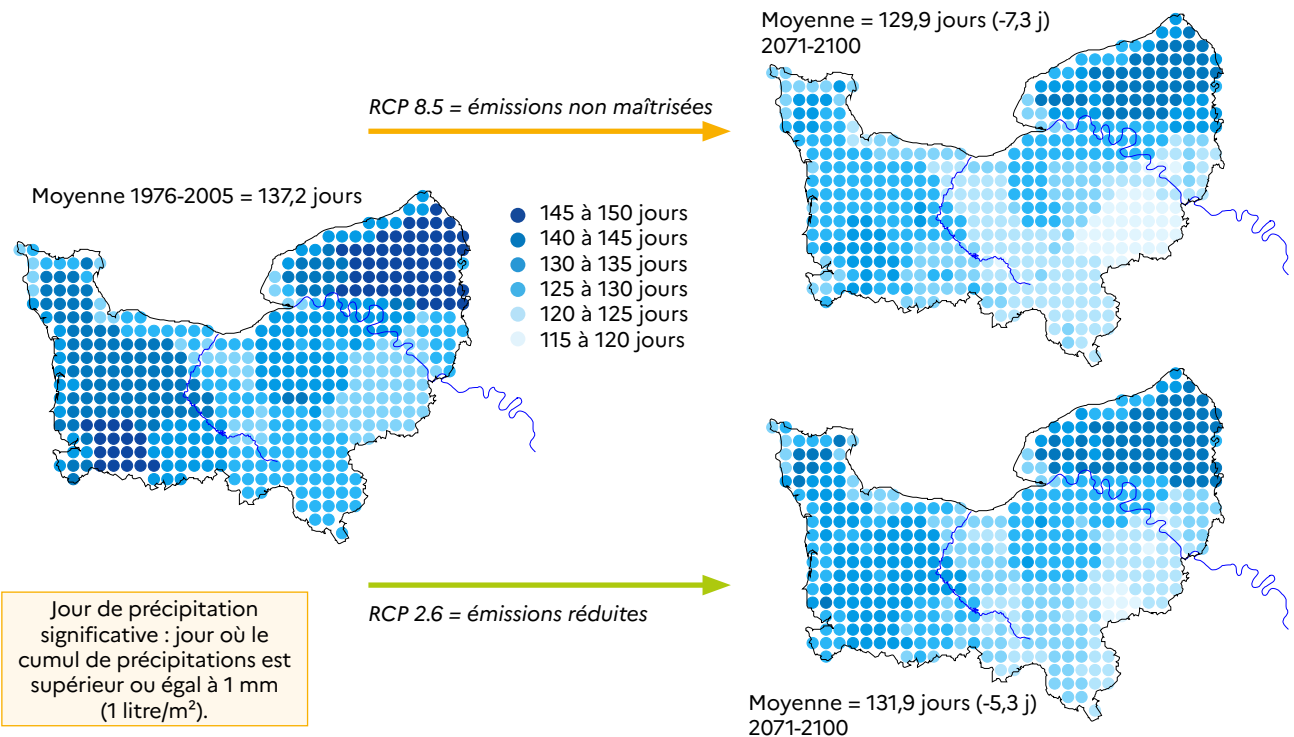 Moyenne = 129,9 jours (-7,3 j)
2071-2100
RCP 8.5 = émissions non maîtrisées
Moyenne 1976-2005 = 137,2 jours
145 à 150 jours
140 à 145 jours
130 à 135 jours
125 à 130 jours
120 à 125 jours
115 à 120 jours
RCP 2.6 = émissions réduites
Jour de précipitation
significative : jour où le
cumul de précipitations est
supérieur ou égal à 1 mm
(1 litre/m²).
Moyenne = 131,9 jours (-5,3 j)
2071-2100